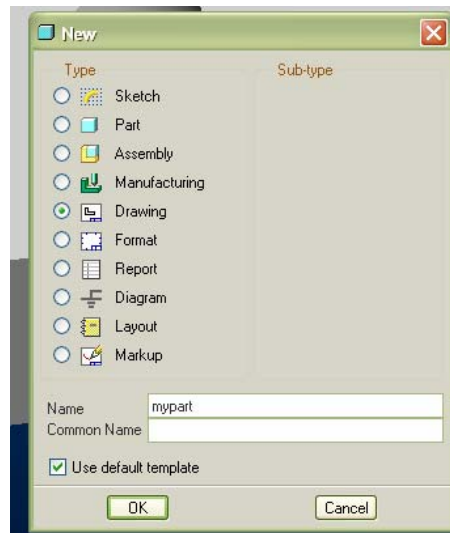 New
Type Sub-type
Sketch
Part
Assembly
Manufacturing
Drawing
Format
Report
Diagram
Layout
Markup
Name mypart
Common Name
Use default template
OK Cancel